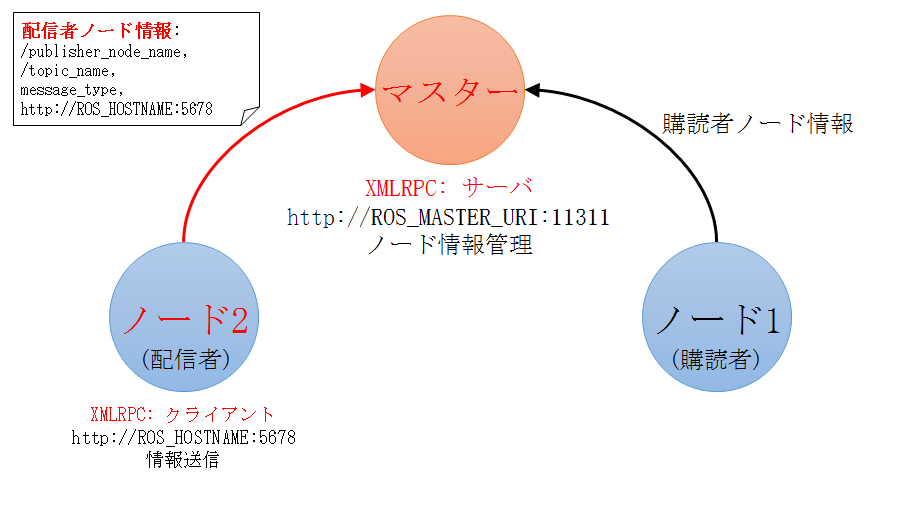 配信者ノード情報:
/publisher_node_name,
/topic_name,
message_type,
http://ROS_HOSTNAME:5678
マスター
購読者ノード情報
XMLRPC: サーバ
http://ROS_MASTER_URI:11311
ノード情報管理
ノード2
(配信者)
ノード1
(購読者)
XMLRPC: クライアント
http://ROS_HOSTNAME:5678
情報送信